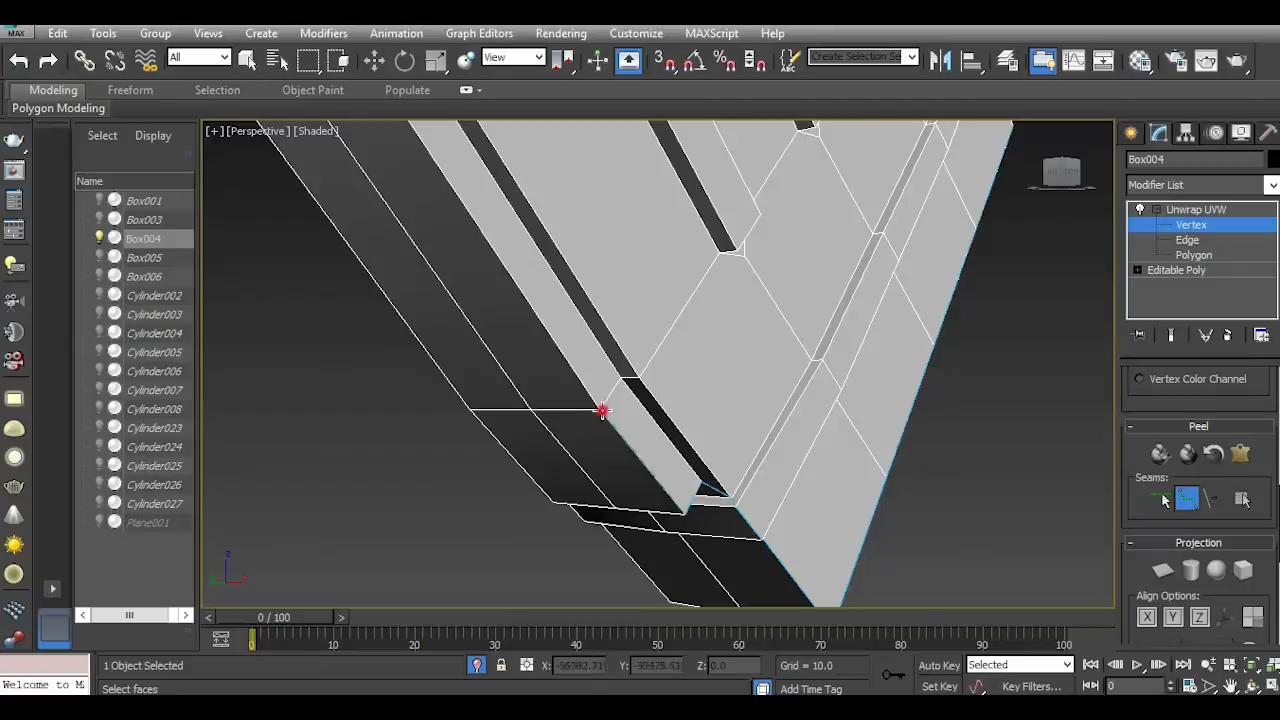 MAX Edit Tools Group Views Create Modifiers Animation Graph Editors Rendering Customize MAXScript Help
All View Create Selection Se
Modeling Freeform Selection Object Paint Populate
Polygon Modeling
[+] [Perspective] [Shaded]
Select Display
Name
Box001
Box003
Box004
Box005
Box006
Cylinder002
Cylinder003
Cylinder004
Cylinder005
Cylinder006
Cylinder007
Cylinder008
Cylinder023
Cylinder024
Cylinder025
Cylinder026
Cylinder027
Plane001
Box004
Modifier List
Unwrap UVW
Vertex
Edge
Polygon
Editable Poly
Vertex Color Channel
Peel
Seams:
Projection
Align Options:
X Y Z
z
0 / 100
0 10 20 30 40 50 60 70 80 90 100
1 Object Selected X: Y: Z: 0.0 Grid = 10.0 Auto Key Selected
Welcome to M Select faces Add Time Tag Set Key Key Filters... 0